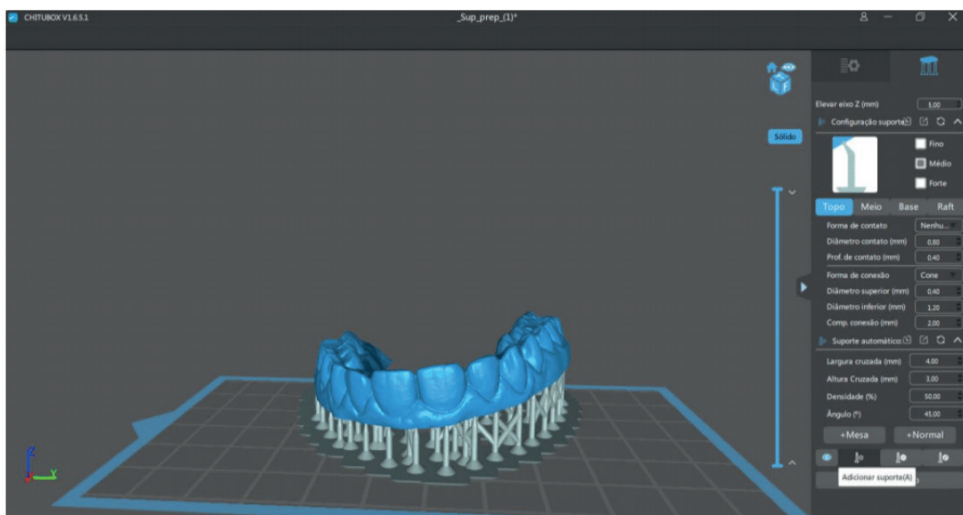 CHITUBOX V1.6.5.1
_Sup_prep_(1)*
Elevar eixo Z (mm) 5,00
Configuração suporte
Fino
Sólido
Médio
Forte
Topo Meio Base Raft
Forma de contato Nenhu...
Diâmetro contato (mm) 0,80
Prof. de contato (mm) 0,40
Forma de conexão Cone
Diâmetro superior (mm) 0,40
Diâmetro inferior (mm) 1,20
Comp. conexão (mm) 2,00
Suporte automático:
Largura cruzada (mm) 4,00
Altura Cruzada (mm) 3,00
Densidade (%) 50,00
Ângulo (°) 45,00
+Mesa +Normal
Adicionar suporte(A)
Z
Y